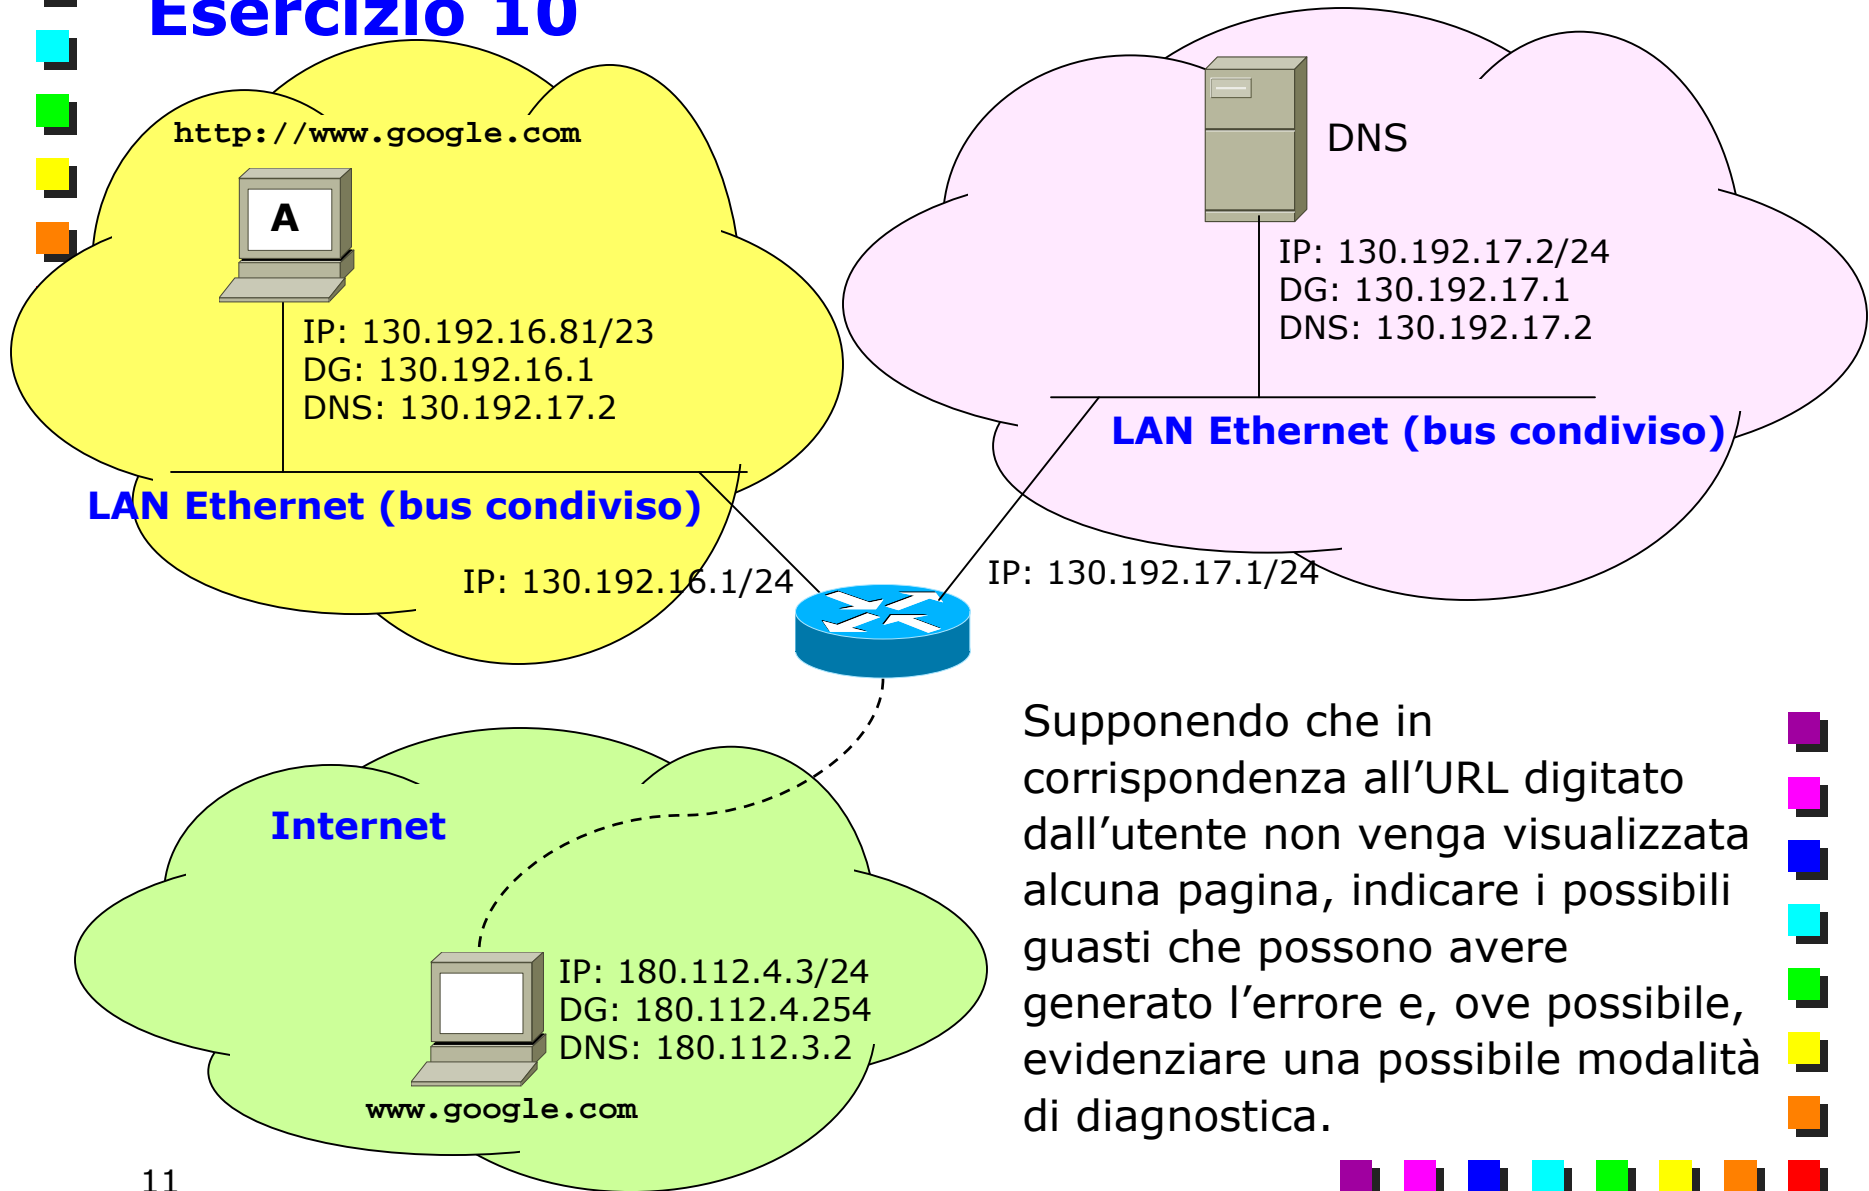 Esercizio 10
http://www.google.com
A
IP: 130.192.16.81/23
DG: 130.192.16.1
DNS: 130.192.17.2
LAN Ethernet (bus condiviso)
IP: 130.192.16.1/24
DNS
IP: 130.192.17.2/24
DG: 130.192.17.1
DNS: 130.192.17.2
LAN Ethernet (bus condiviso)
IP: 130.192.17.1/24
Internet
IP: 180.112.4.3/24
DG: 180.112.4.254
DNS: 180.112.3.2
www.google.com
Supponendo che in
corrispondenza all’URL digitato
dall’utente non venga visualizzata
alcuna pagina, indicare i possibili
guasti che possono avere
generato l’errore e, ove possibile,
evidenziare una possibile modalità
di diagnostica.
11